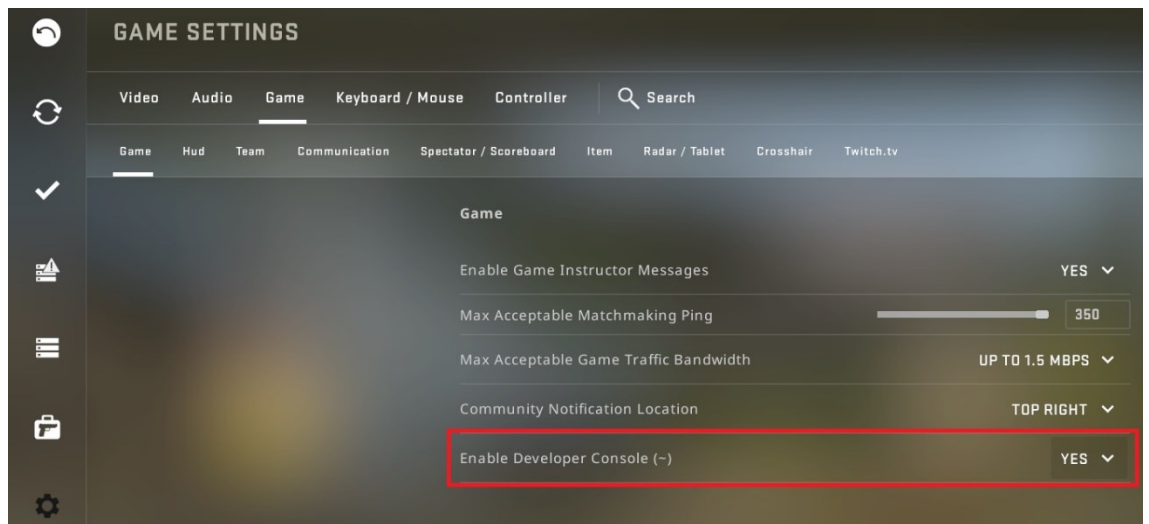 GAME SETTINGS
Video Audio Game Keyboard / Mouse Controller Search
Game Hud Team Communication Spectator / Scoreboard Item Radar / Tablet Crosshair Twitch.tv
Game
Enable Game Instructor Messages YES
Max Acceptable Matchmaking Ping 350
Max Acceptable Game Traffic Bandwidth UP TO 1.5 MBPS
Community Notification Location TOP RIGHT
Enable Developer Console (~) YES